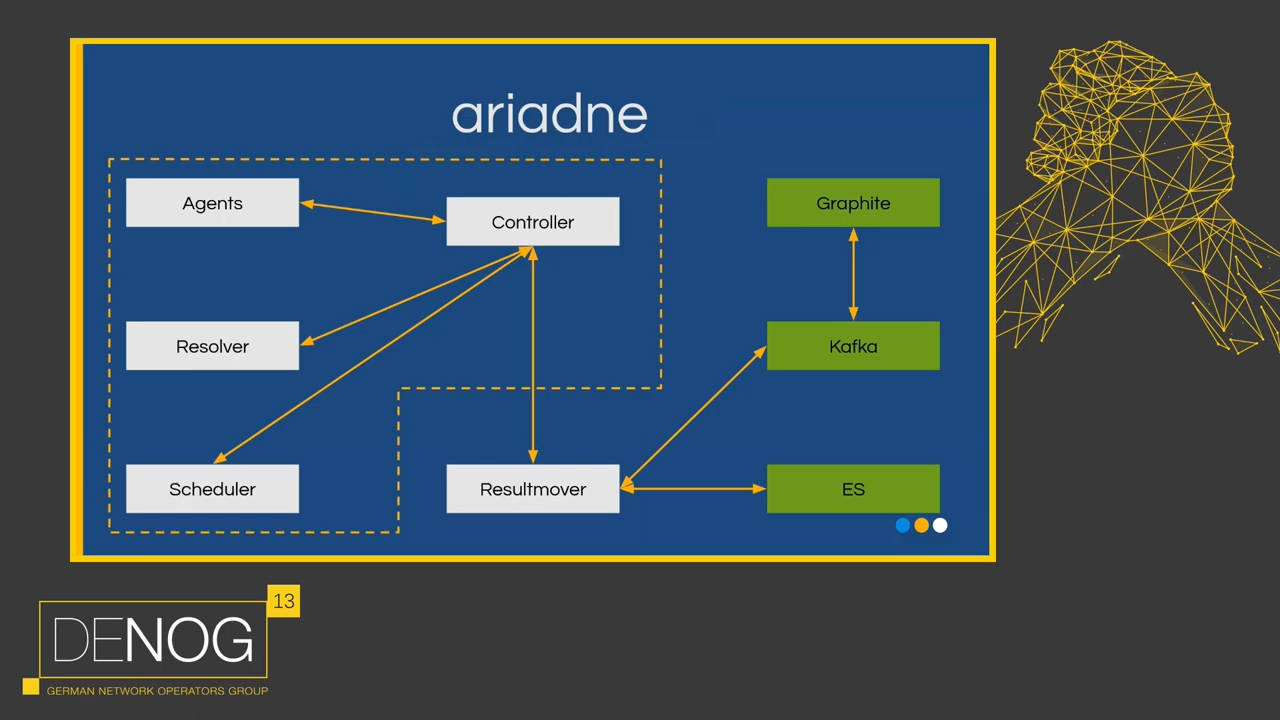 ariadne
Agents
Controller
Graphite
Resolver
Kafka
Scheduler
Resultmover
ES
13
DENOG
GERMAN NETWORK OPERATORS GROUP